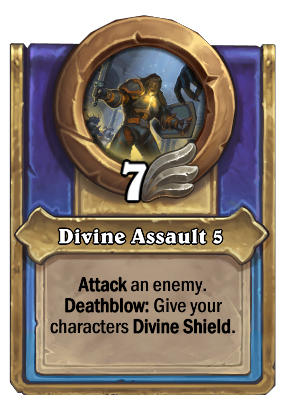 7
Divine Assault 5
Attack an enemy.
Deathblow: Give your
characters Divine Shield.